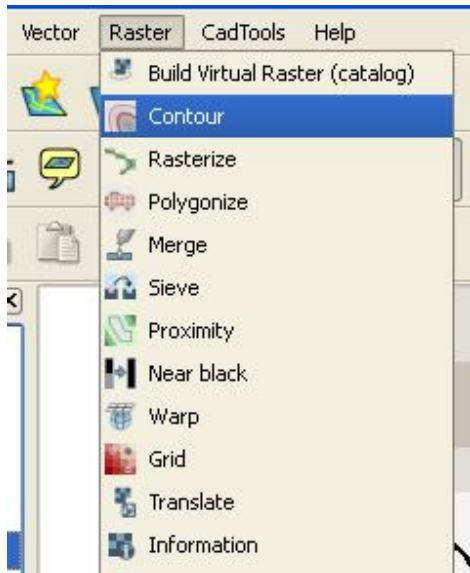 Vector Raster CadTools Help
Build Virtual Raster (catalog)
Contour
Rasterize
Polygonize
Merge
Sieve
Proximity
Near black
Warp
Grid
Translate
Information